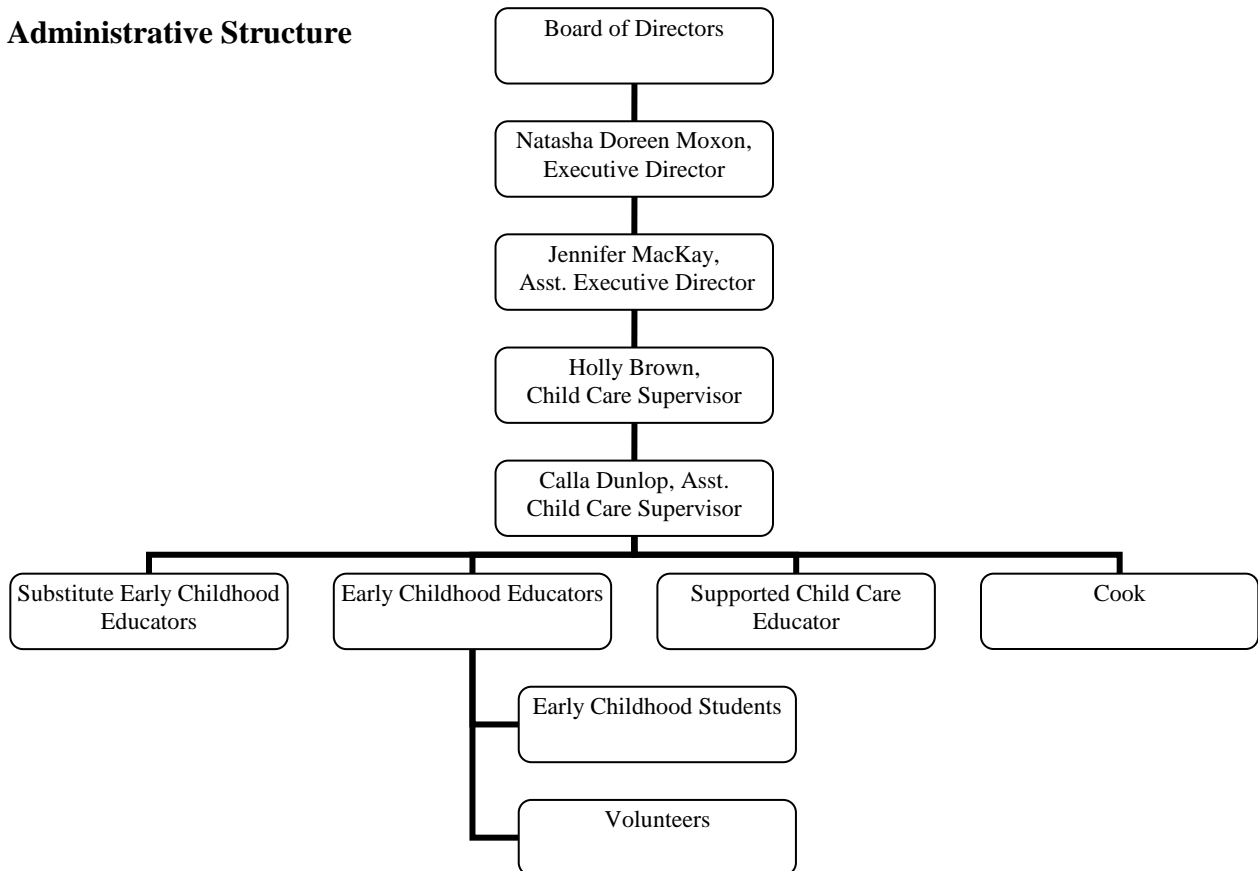 Administrative Structure
Board of Directors
Natasha Doreen Moxon,
Executive Director
Jennifer MacKay,
Asst. Executive Director
Holly Brown,
Child Care Supervisor
Calla Dunlop, Asst.
Child Care Supervisor
Substitute Early Childhood
Educators
Early Childhood Educators
Supported Child Care
Educator
Cook
Early Childhood Students
Volunteers